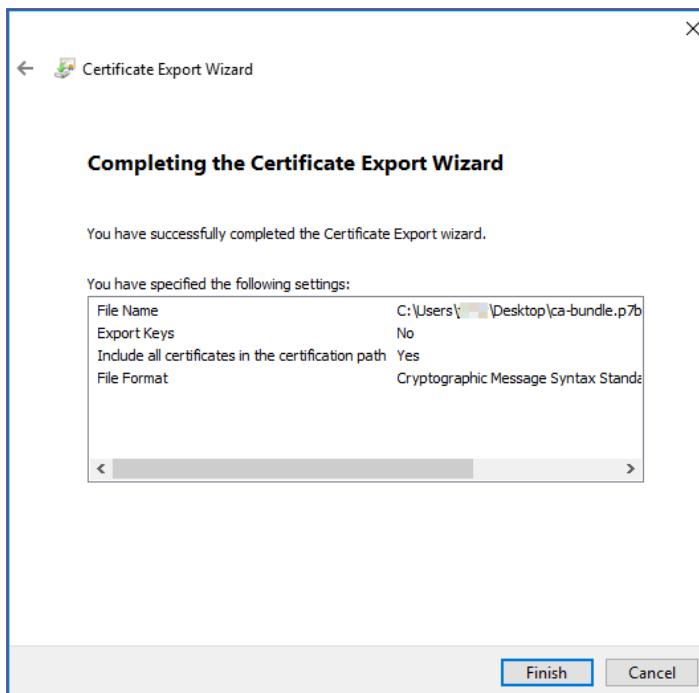 Certificate Export Wizard
Completing the Certificate Export Wizard
You have successfully completed the Certificate Export wizard.
You have specified the following settings:
File Name C:\Users\ \Desktop\ca-bundle.p7b
Export Keys No
Include all certificates in the certification path Yes
File Format Cryptographic Message Syntax Standa
Finish Cancel